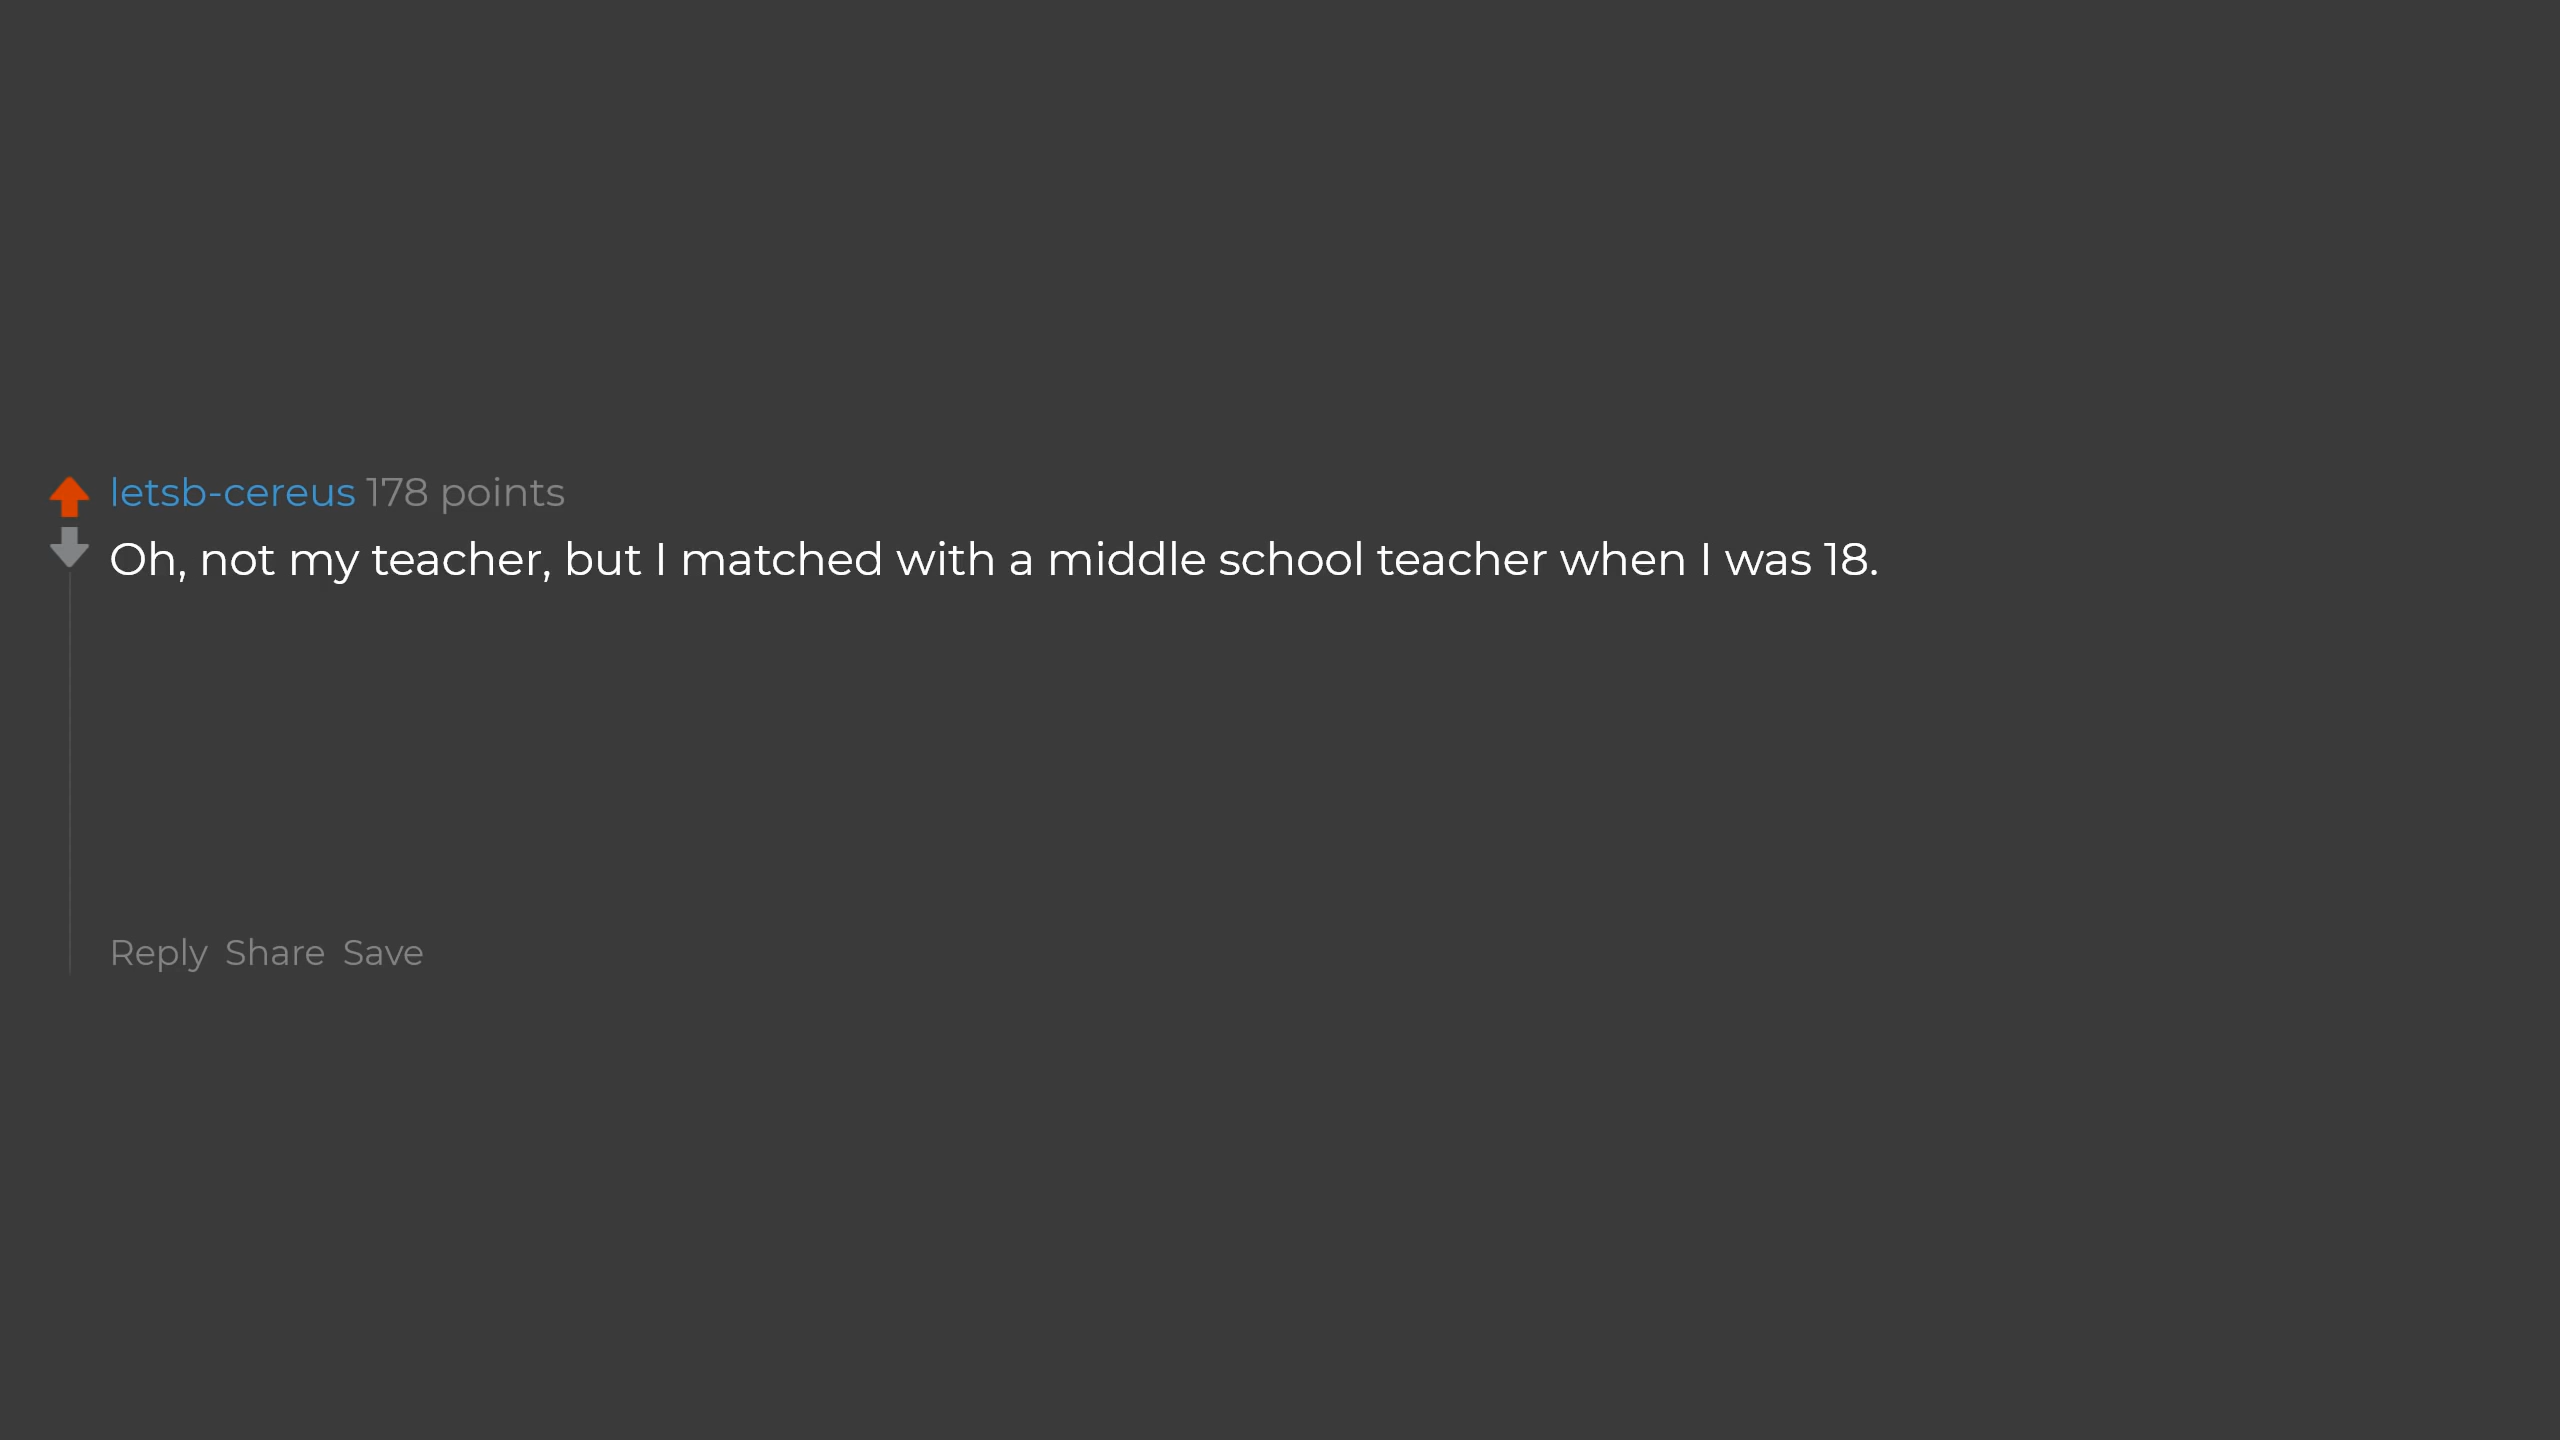 letsb-cereus 178 points
Oh, not my teacher, but I matched with a middle school teacher when I was 18.
Reply Share Save